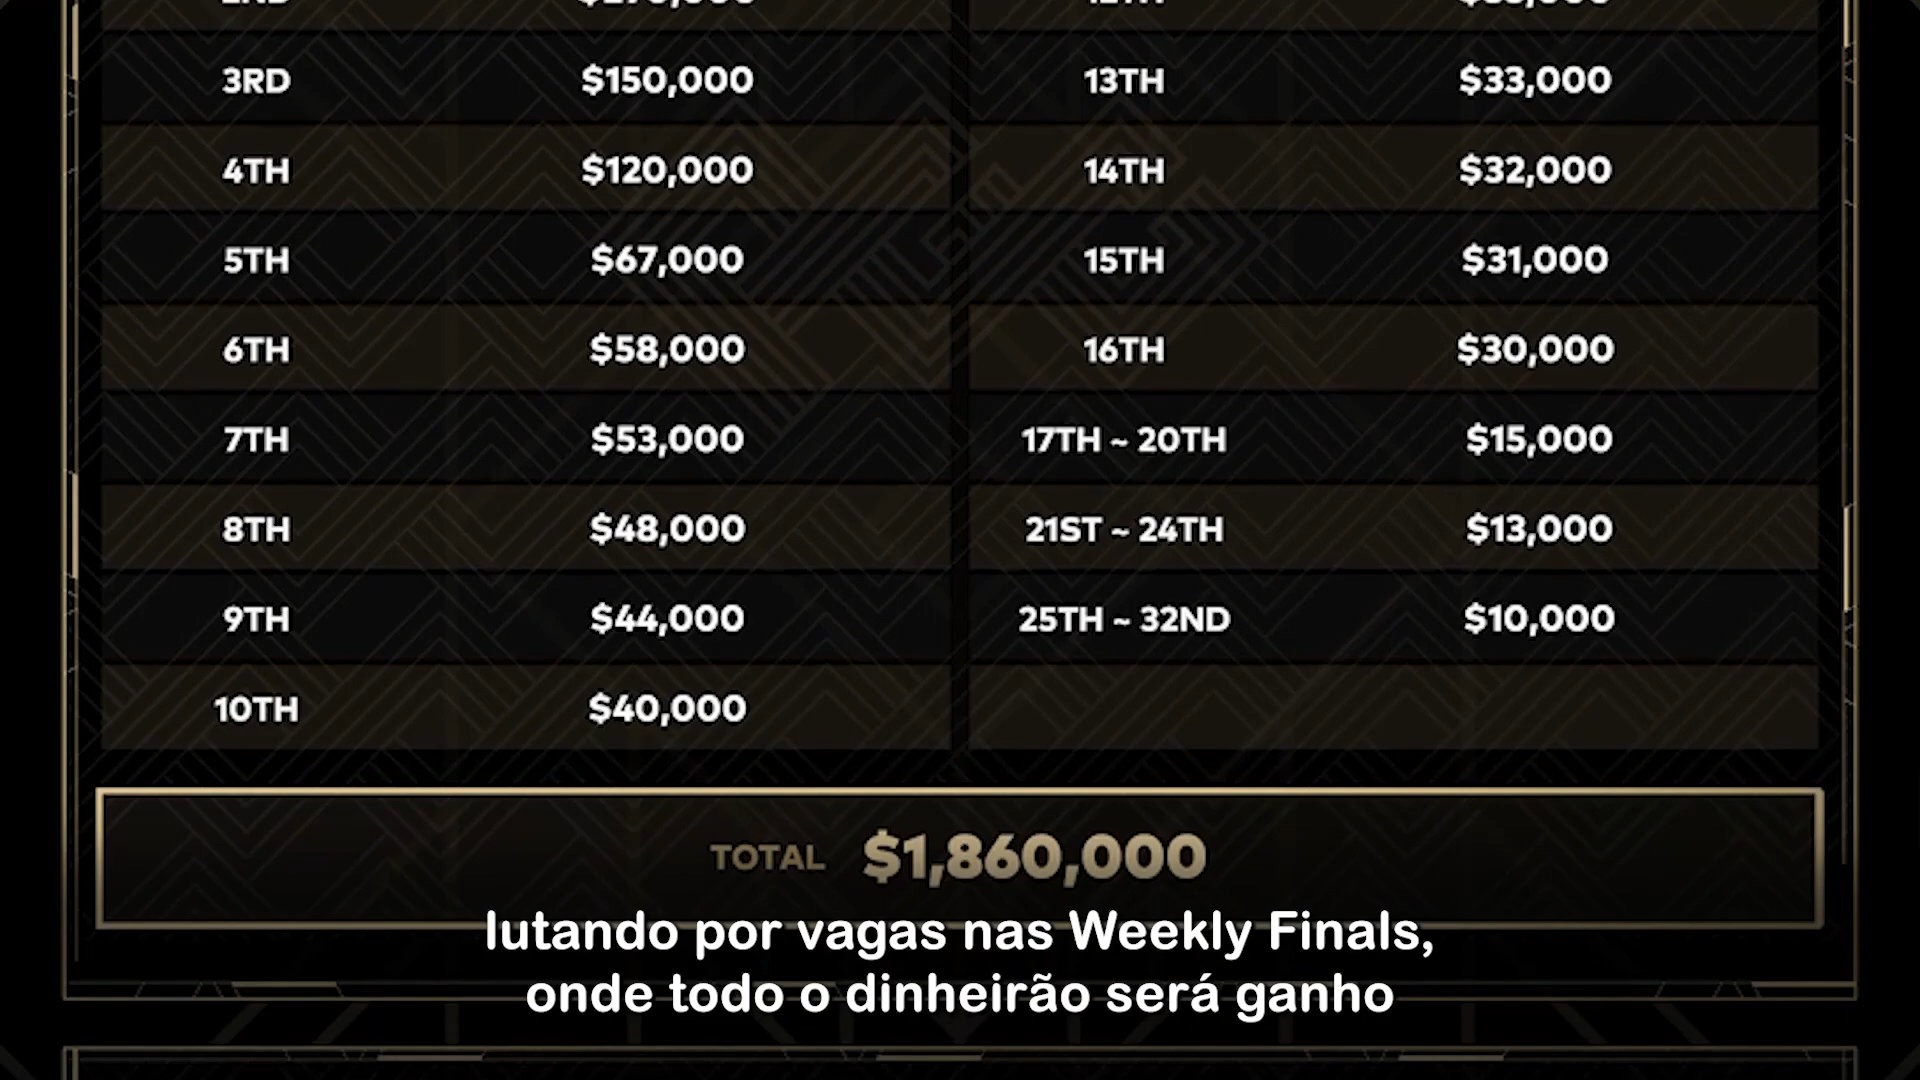 3RD $150,000 13TH $33,000
4TH $120,000 14TH $32,000
5TH $67,000 15TH $31,000
6TH $58,000 16TH $30,000
7TH $53,000 17TH ~ 20TH $15,000
8TH $48,000 21ST ~ 24TH $13,000
9TH $44,000 25TH ~ 32ND $10,000
10TH $40,000
TOTAL $1,860,000
lutando por vagas nas Weekly Finals,
onde todo o dinheirão será ganho